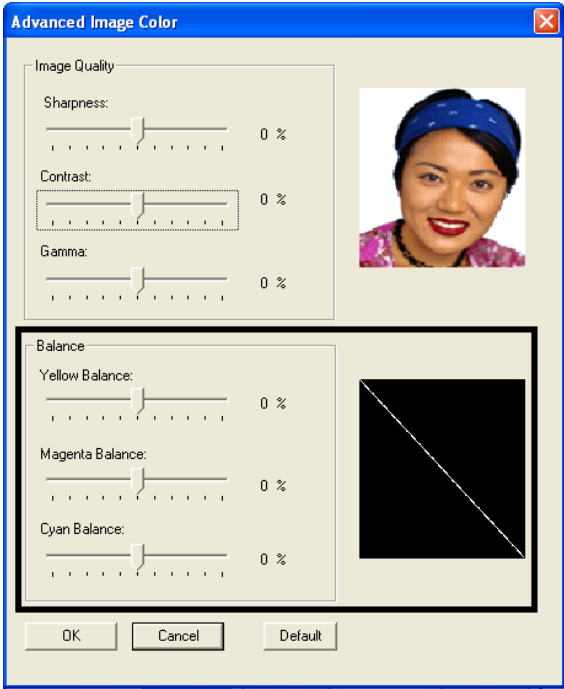 Advanced Image Color
Image Quality
Sharpness:
0 %
Contrast:
0 %
Gamma:
0 %
Balance
Yellow Balance:
0 %
Magenta Balance:
0 %
Cyan Balance:
0 %
OK Cancel Default